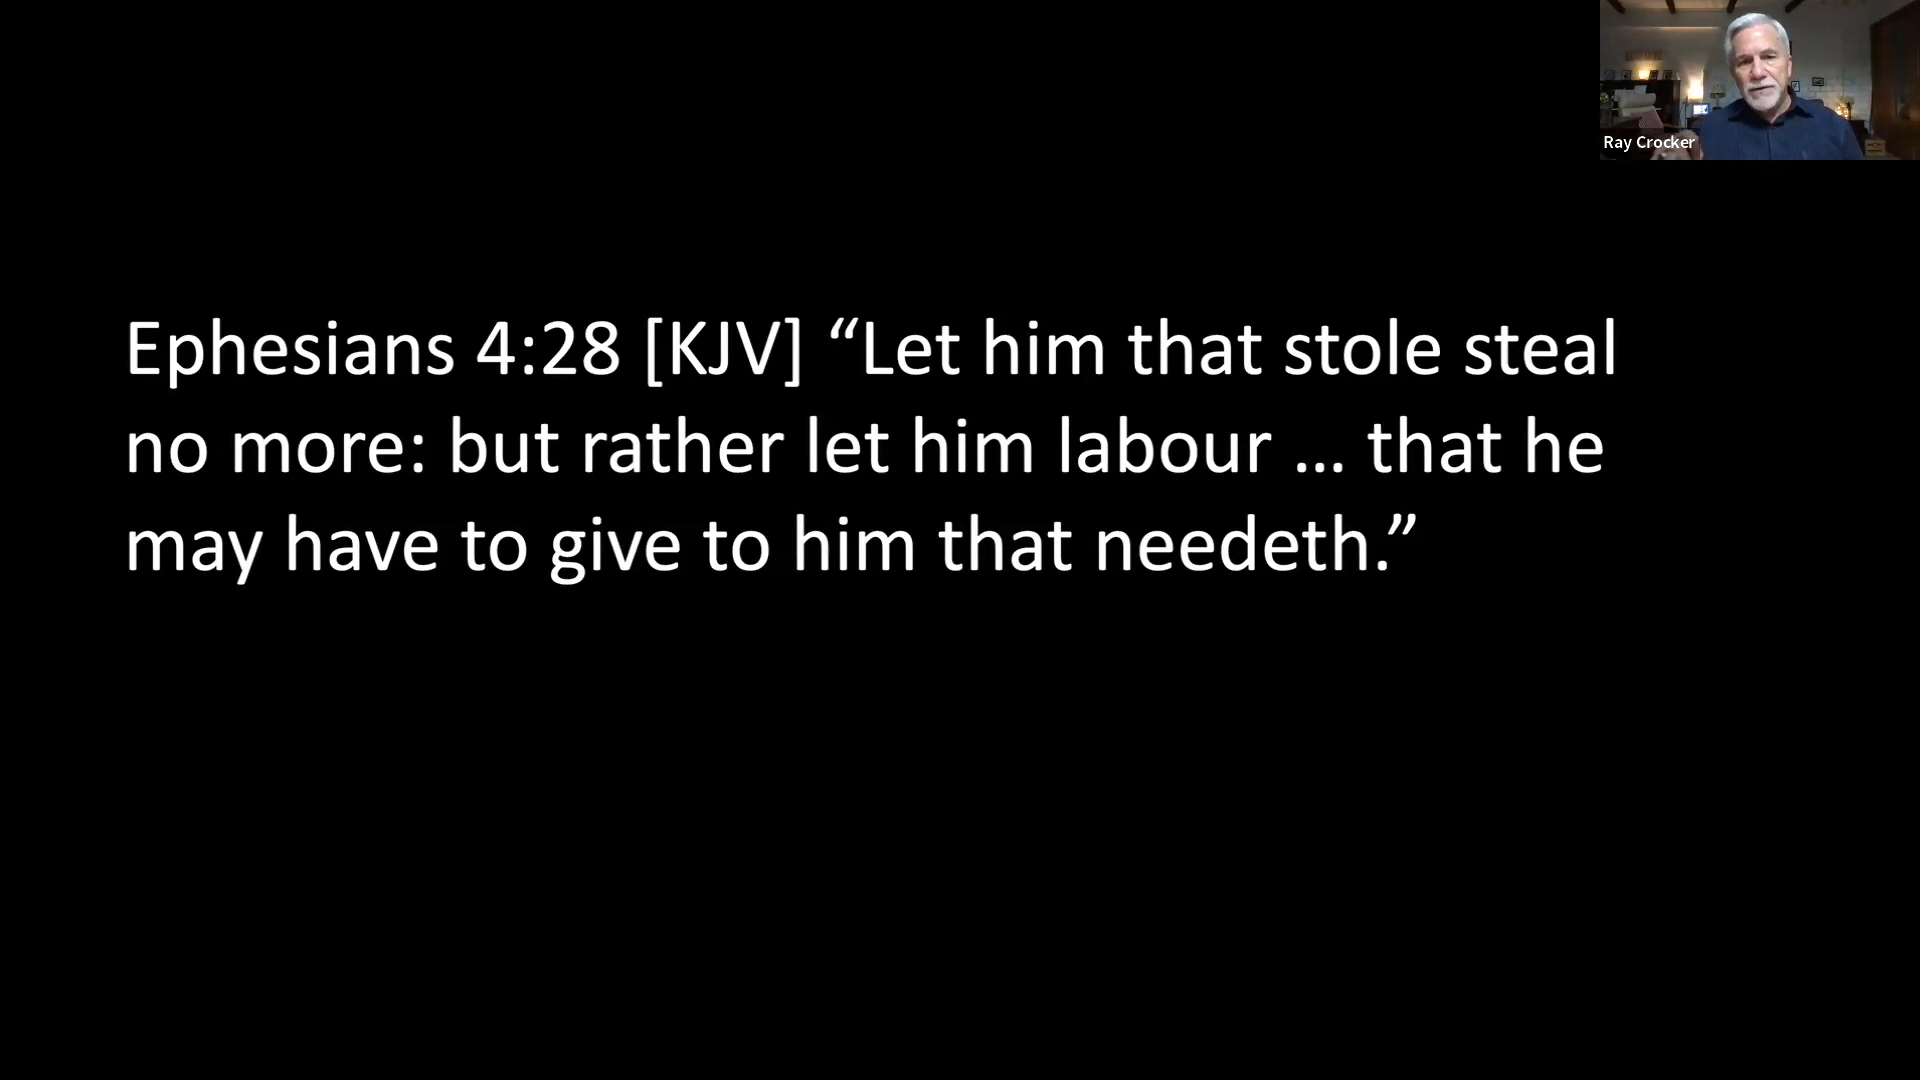 Ray Crocker
Ephesians 4:28 [KJV] “Let him that stole steal
no more: but rather let him labour ... that he
may have to give to him that needeth.”